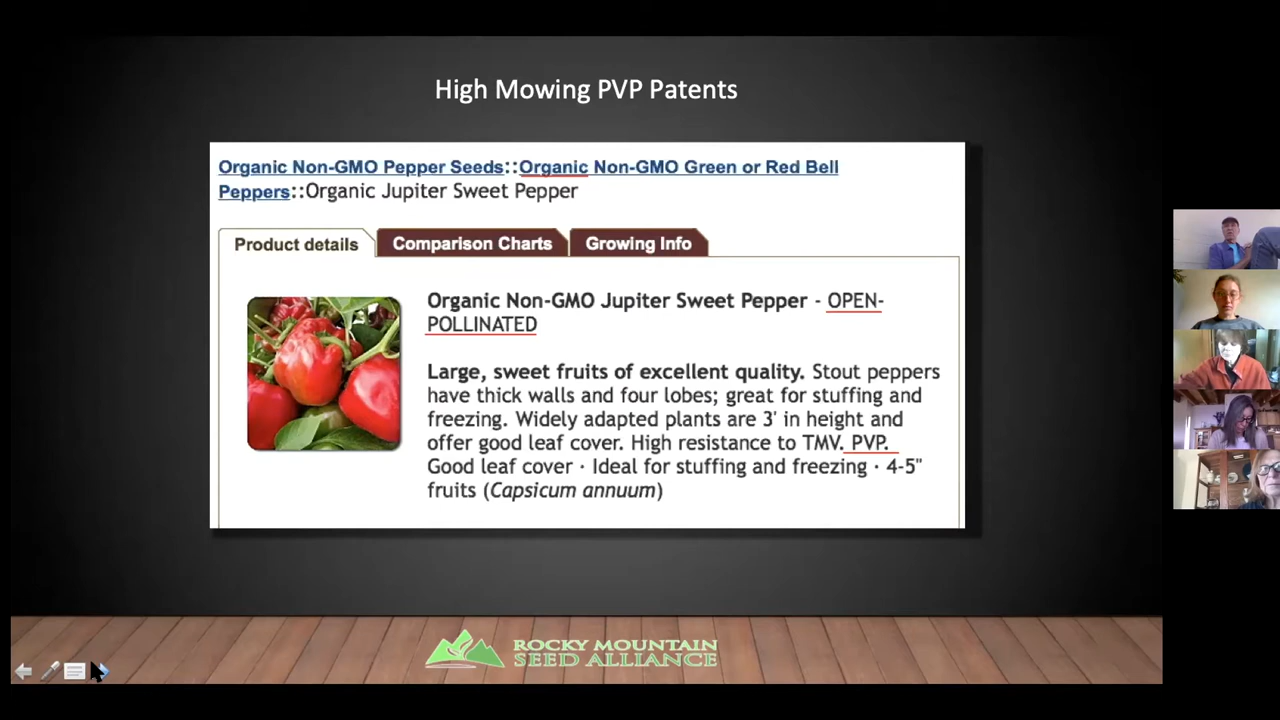 High Mowing PVP Patents
Organic Non-GMO Pepper Seeds::Organic Non-GMO Green or Red Bell
Peppers::Organic Jupiter Sweet Pepper
Product details
Comparison Charts
Growing Info
Organic Non-GMO Jupiter Sweet Pepper - OPEN-
POLLINATED
Large, sweet fruits of excellent quality. Stout peppers
have thick walls and four lobes; great for stuffing and
freezing. Widely adapted plants are 3' in height and
offer good leaf cover. High resistance to TMV. PVP.
Good leaf cover · Ideal for stuffing and freezing · 4-5"
fruits (Capsicum annuum)
ROCKY MOUNTAIN
SEED ALLIANCE